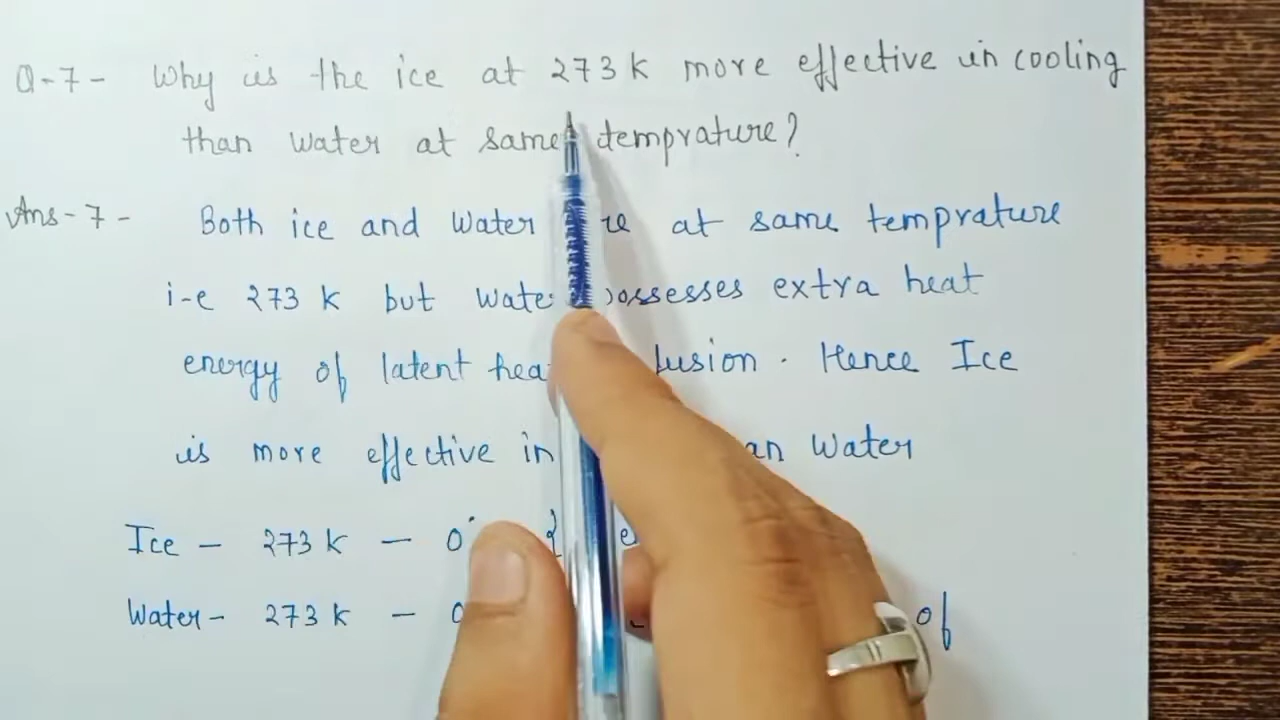 Q-7- Why is the ice at 273 K more effective in cooling
than water at same temprature?
Ans-7- Both ice and water at same temprature
i-e 273 K but possesses extra heat
energy of latent fusion. Hence Ice
is more effective in water
Ice - 273 K - 0°
Water - 273 K - of